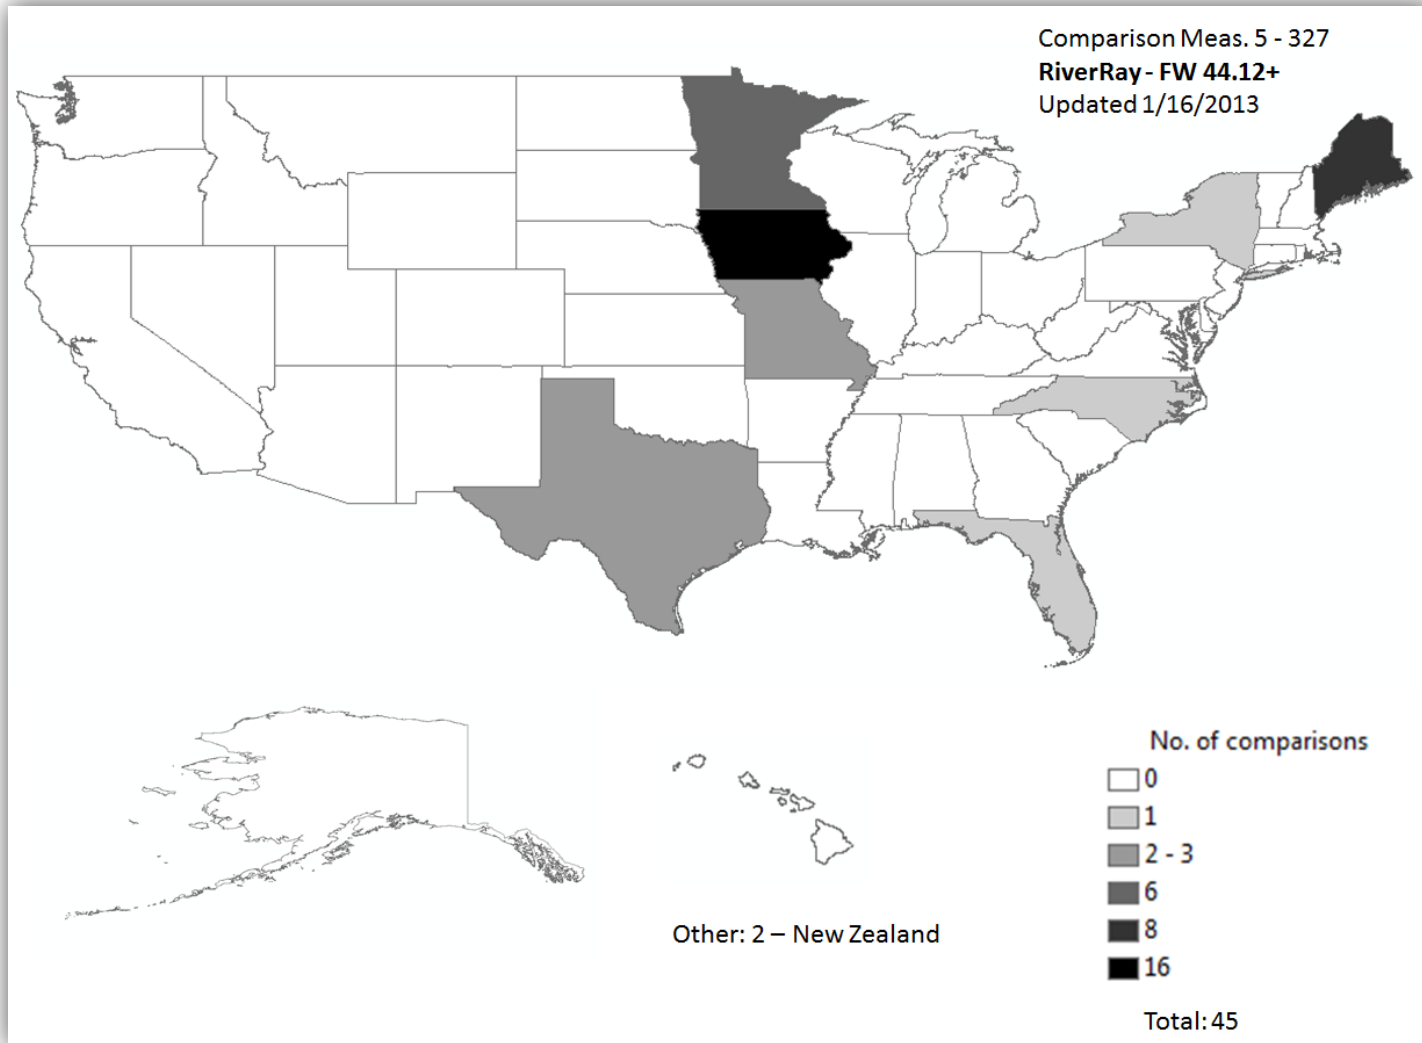 Comparison Meas. 5 - 327
RiverRay - FW 44.12+
Updated 1/16/2013
No. of comparisons
0
1
2 - 3
6
8
16
Other: 2 – New Zealand
Total: 45